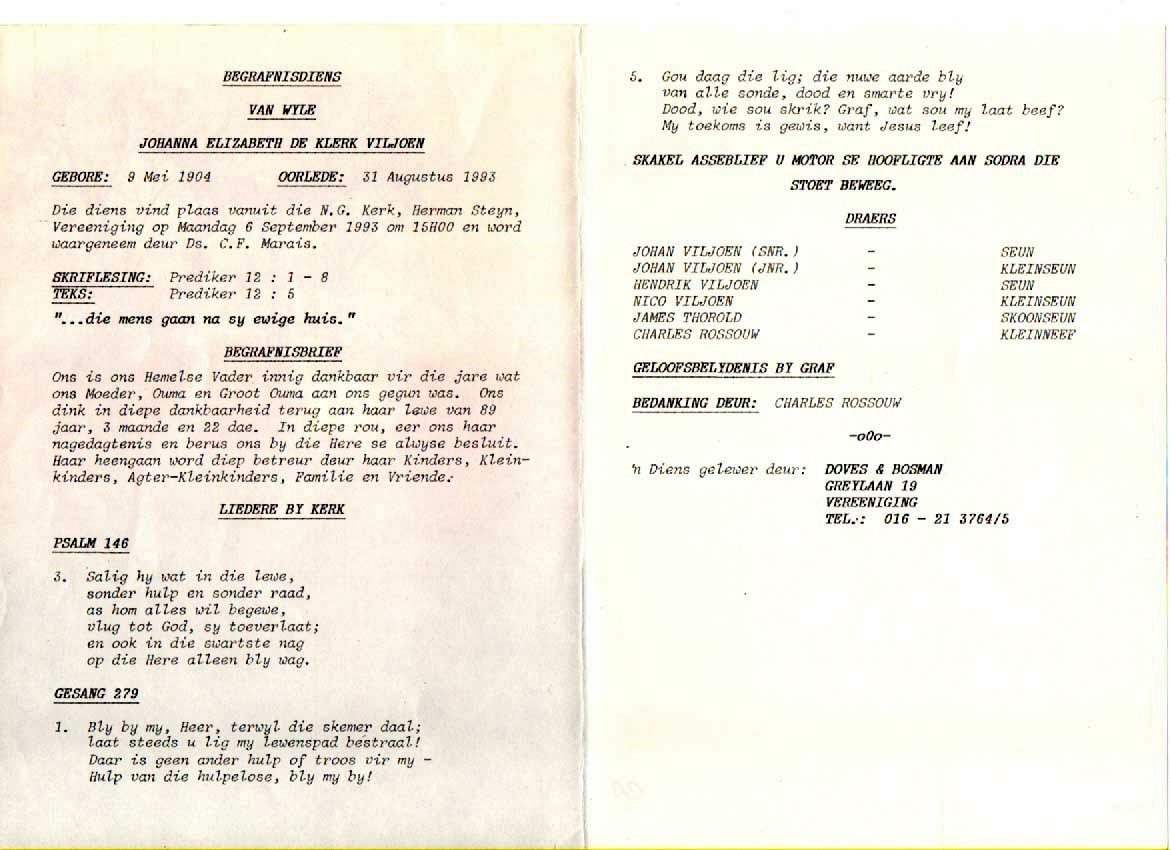 BEGRAFNISDIENS
VAN WYLE
JOHANNA ELIZABETH DE KLERK VILJOEN
GEBORE: 9 Mei 1904 OORLEDE: 31 Augustus 1993
Die diens vind plaas vanuit die N.G. Kerk, Herman Steyn,
Vereeniging op Maandag 6 September 1993 om 15H00 en word
waargeneem deur Ds. C.F. Marais.
SKRIFLESING: Prediker 12 : 1 - 8
TEKS: Prediker 12 : 5
"...die mens gaan na sy ewige huis."
BEGRAFNISBRIEF
Ons is ons Hemelse Vader innig dankbaar vir die jare wat
ons Moeder, Ouma en Groot Ouma aan ons gegun was. Ons
dink in diepe dankbaarheid terug aan haar lewe van 89
jaar, 3 maande en 22 dae. In diepe rou, eer ons haar
nagedagtenis en berus ons by die Here se alwyse besluit.
Haar heengaan word diep betreur deur haar Kinders, Klein-
kinders, Agter-Kleinkinders, Familie en Vriende.
LIEDERE BY KERK
PSALM 146
3. Salig hy wat in die lewe,
sonder hulp en sonder raad,
as hom alles wil begewe,
vlug tot God, sy toeverlaat;
en ook in die swartste nag
op die Here alleen bly wag.
GESANG 279
1. Bly by my, Heer, terwyl die skemer daal;
laat steeds u lig my lewenspad bestraal!
Daar is geen ander hulp of troos vir my -
Hulp van die hulpelose, bly my by!
5. Gou daag die lig; die nuwe aarde bly
van alle sonde, dood en smarte vry!
Dood, wie sou skrik? Graf, wat sou my laat beef?
My toekoms is gewis, want Jesus leef!
SKAKEL ASSEBLIEF U MOTOR SE HOOFLIGTE AAN SODRA DIE
STOET BEWEEG.
DRAERS
JOHAN VILJOEN (SNR.) - SEUN
JOHAN VILJOEN (JNR.) - KLEINSEUN
HENDRIK VILJOEN - SEUN
NICO VILJOEN - KLEINSEUN
JAMES THOROLD - SKOONSEUN
CHARLES ROSSOUW - KLEINNEEF
GELOOFSBELYDENIS BY GRAF
BEDANKING DEUR: CHARLES ROSSOUW
-oOo-
'n Diens gelewer deur: DOVES & BOSMAN
GREYLAAN 19
VEREENIGING
TEL.: 016 - 21 3764/5